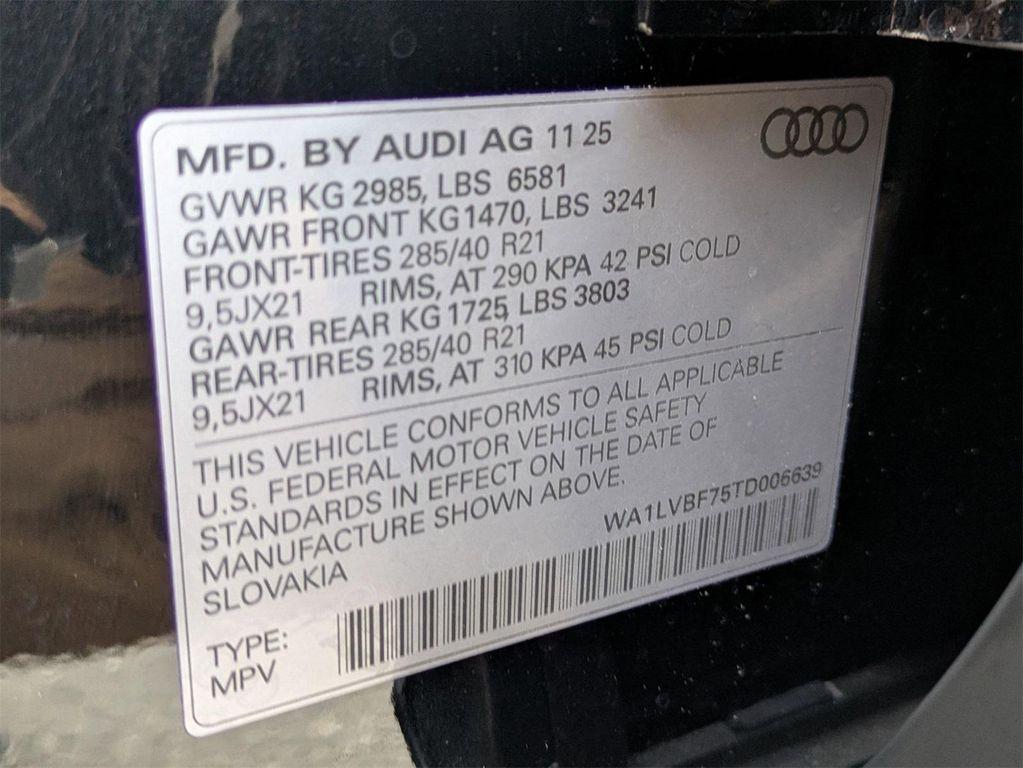 MFD. BY AUDI AG 11 25
GVWR KG 2985, LBS 6581
GAWR FRONT KG1470, LBS 3241
FRONT-TIRES 285/40 R21
9,5JX21 RIMS, AT 290 KPA 42 PSI COLD
GAWR REAR KG 1725, LBS 3803
REAR-TIRES 285/40 R21
9,5JX21 RIMS, AT 310 KPA 45 PSI COLD
THIS VEHICLE CONFORMS TO ALL APPLICABLE
U.S. FEDERAL MOTOR VEHICLE SAFETY
STANDARDS IN EFFECT ON THE DATE OF
MANUFACTURE SHOWN ABOVE.
SLOVAKIA
WA1LVBF75TD006639
TYPE:
MPV